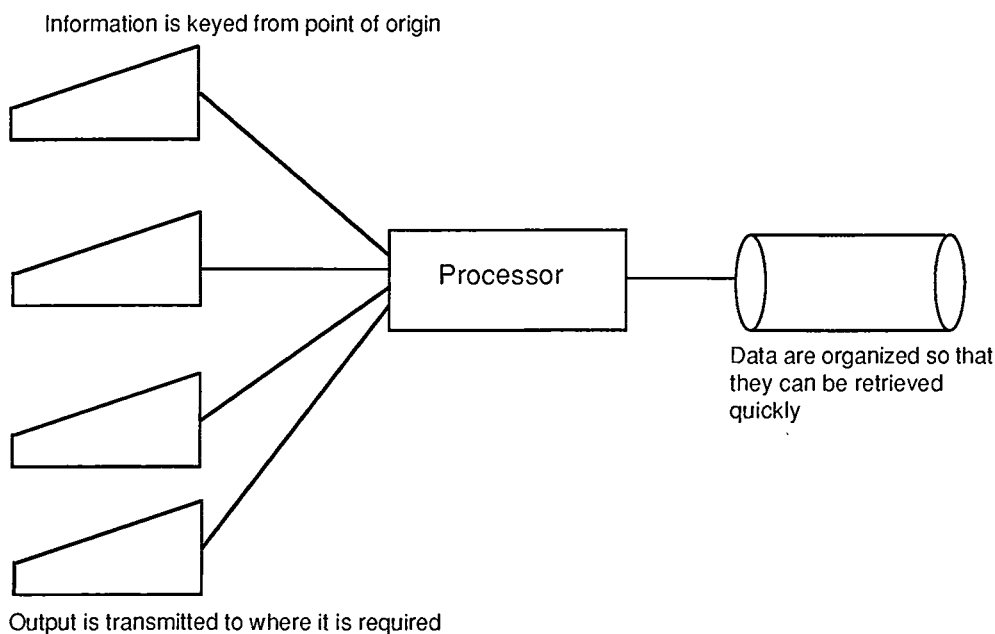 Information is keyed from point of origin
Processor
Data are organized so that
they can be retrieved
quickly
Output is transmitted to where it is required